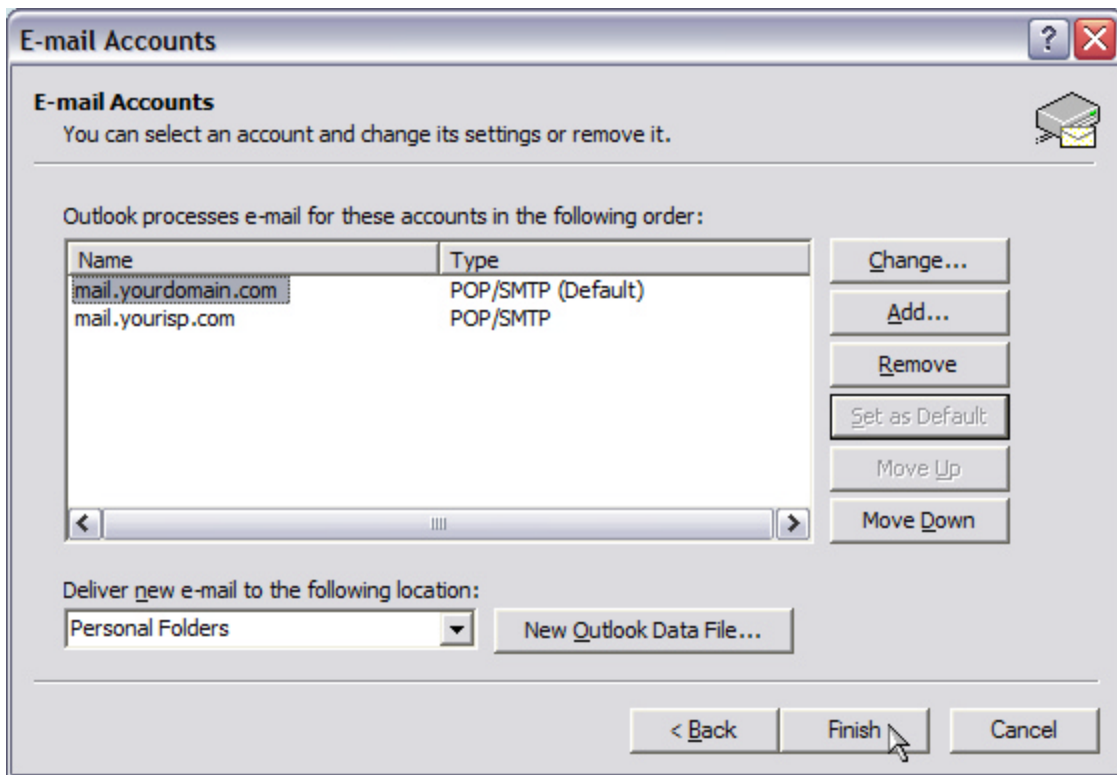 E-mail Accounts
E-mail Accounts
You can select an account and change its settings or remove it.
Outlook processes e-mail for these accounts in the following order:
Name Type
mail.yourdomain.com POP/SMTP (Default)
mail.yourisp.com POP/SMTP
Change...
Add...
Remove
Set as Default
Move Up
Move Down
Deliver new e-mail to the following location:
Personal Folders New Outlook Data File...
< Back Finish Cancel